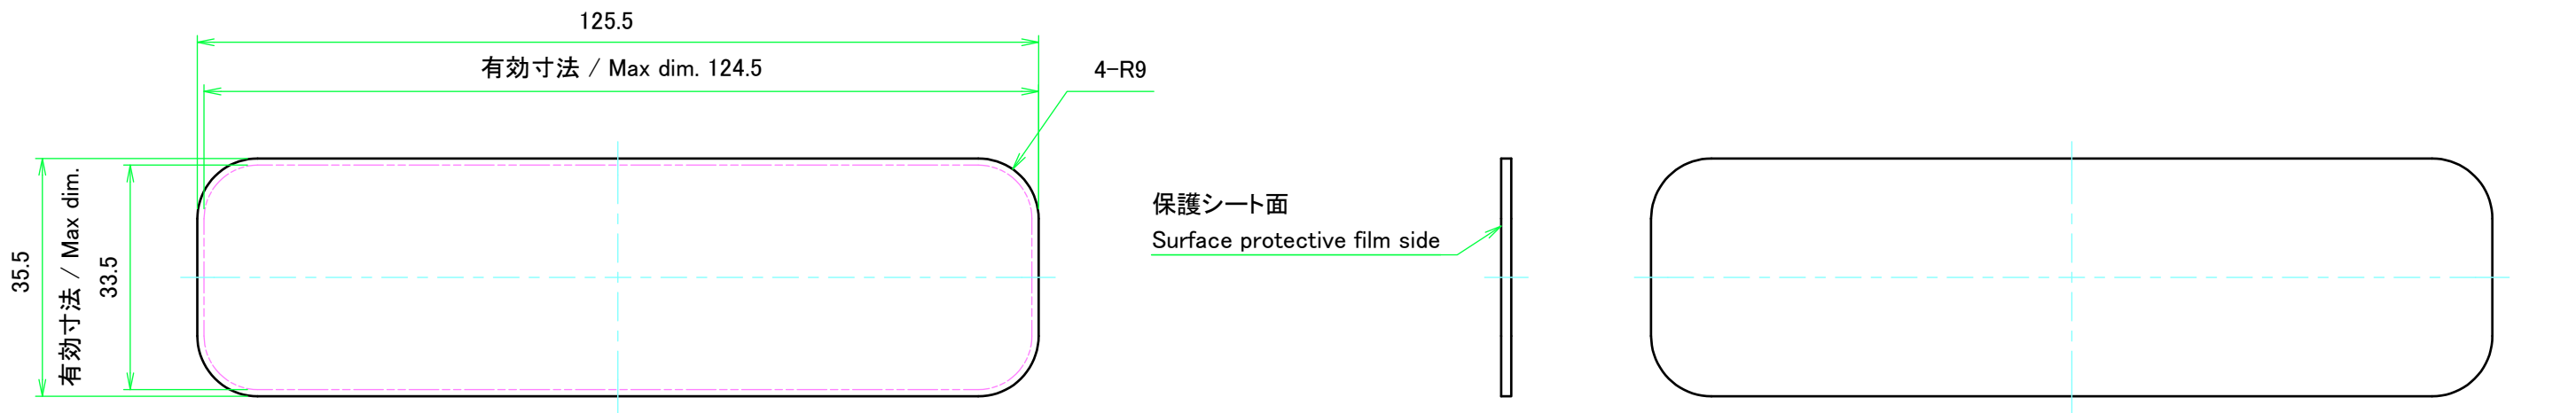 125.5
有効寸法 / Max dim. 124.5
4-R9
35.5
有効寸法 / Max dim.
33.5
保護シート面
Surface protective film side